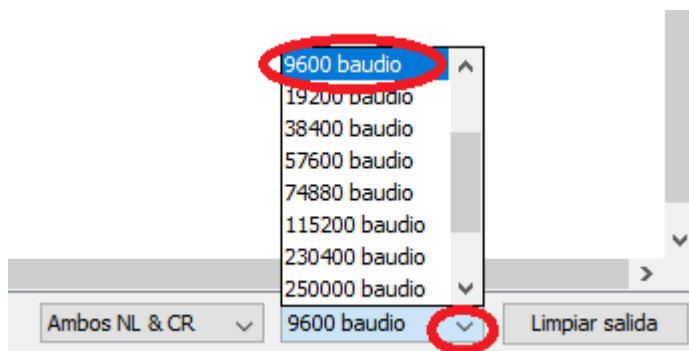 9600 baudio
19200 baudio
38400 baudio
57600 baudio
74880 baudio
115200 baudio
230400 baudio
250000 baudio
Ambos NL & CR
9600 baudio
Limpiar salida